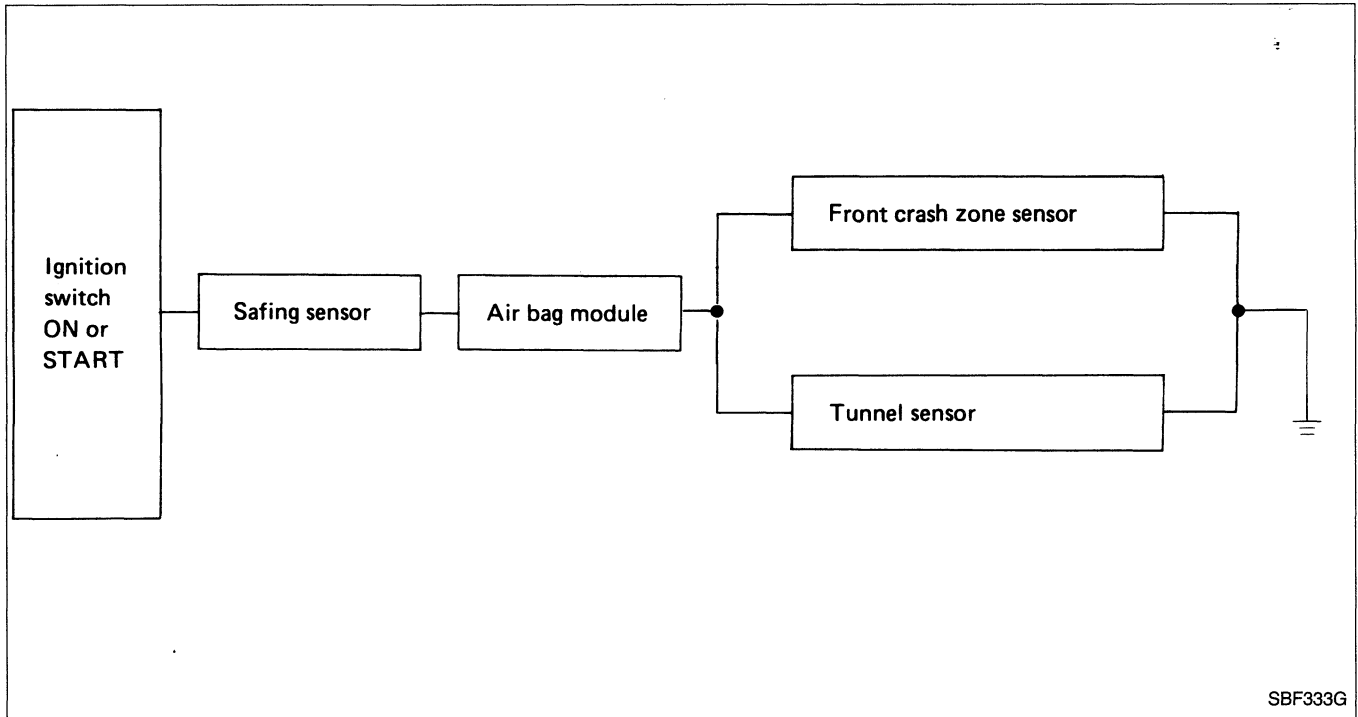 Ignition
switch
ON or
START
Safing sensor
Air bag module
Front crash zone sensor
Tunnel sensor
SBF333G